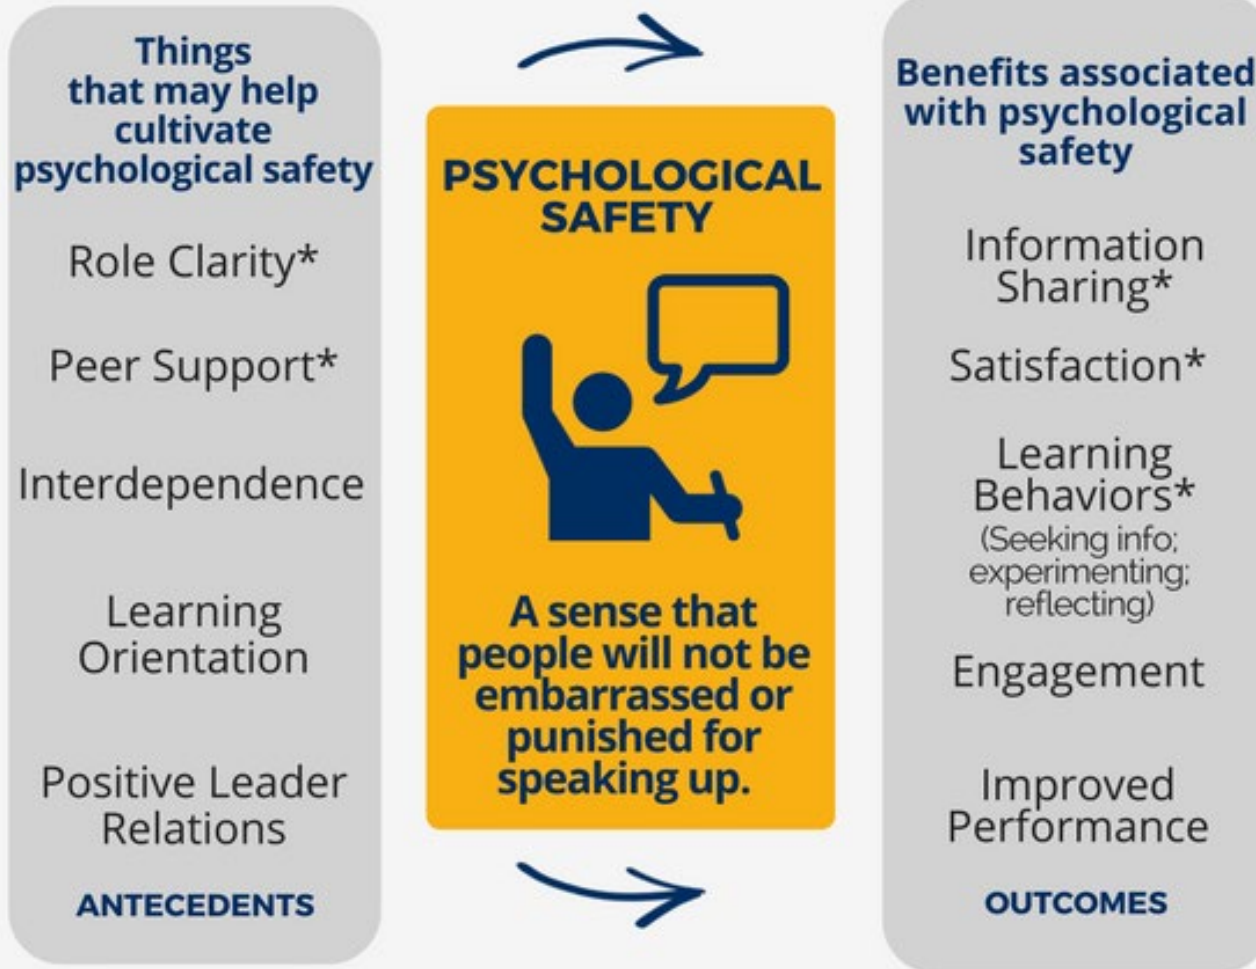 Things
that may help
cultivate
psychological safety
Role Clarity*
Peer Support*
Interdependence
Learning
Orientation
Positive Leader
Relations
ANTECEDENTS
PSYCHOLOGICAL
SAFETY
A sense that
people will not be
embarrassed or
punished for
speaking up.
Benefits associated
with psychological
safety
Information
Sharing*
Satisfaction*
Learning
Behaviors*
(Seeking info;
experimenting;
reflecting)
Engagement
Improved
Performance
OUTCOMES